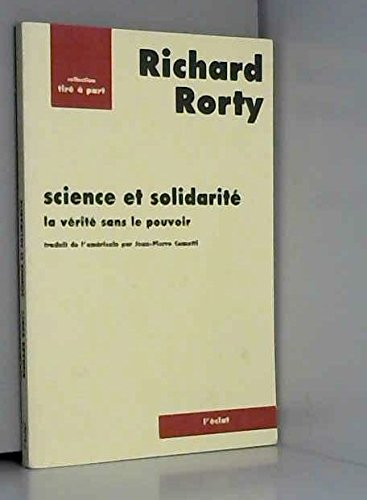 collection
tiré à part
Richard
Rorty
science et solidarité
la vérité sans le pouvoir
traduit de l'américain par Jean-Pierre Cometti
l'éclat